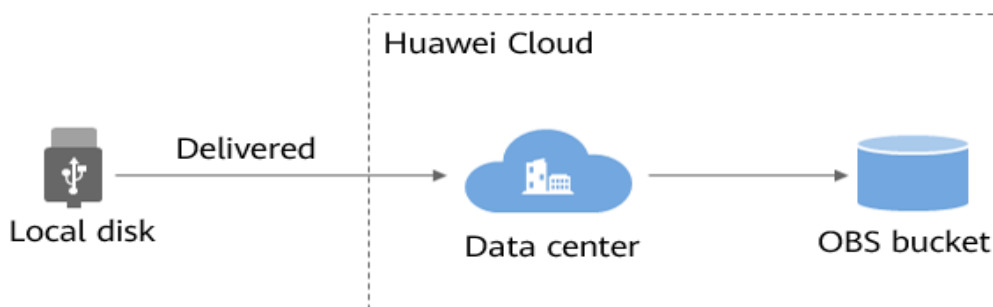 Huawei Cloud
Delivered
Local disk
Data center
OBS bucket